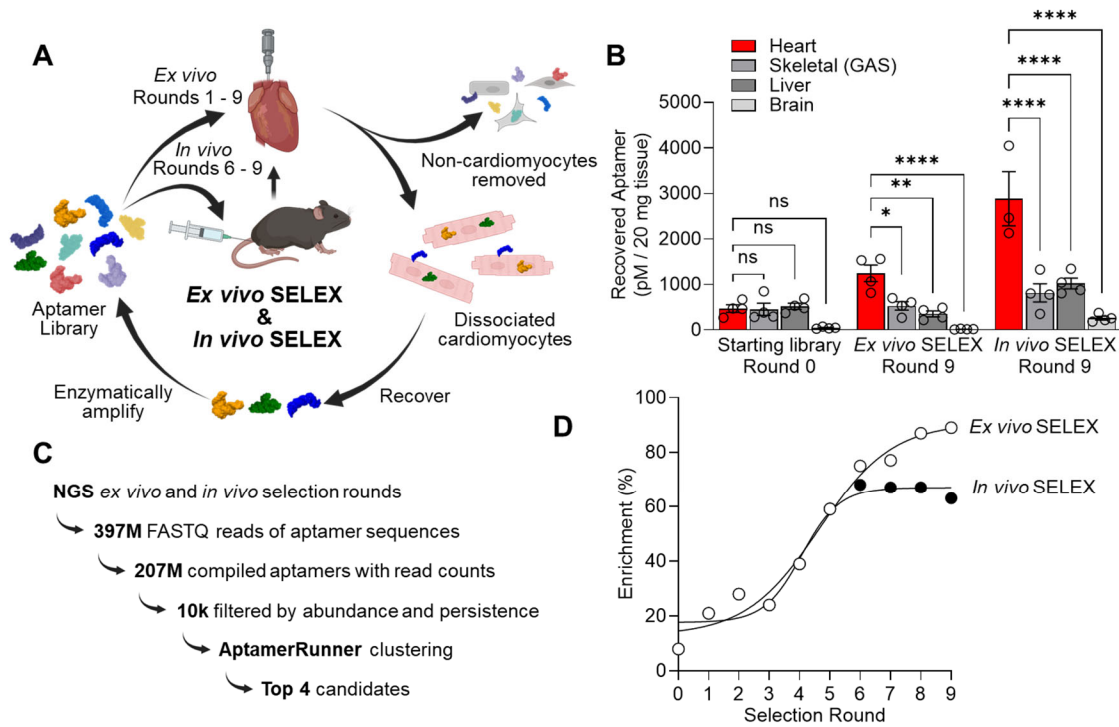 A
Ex vivo
Rounds 1 - 9
In vivo
Rounds 6 - 9
Non-cardiomyocytes
removed
Aptamer
Library
Ex vivo SELEX
&
In vivo SELEX
Dissociated
cardiomyocytes
Enzymatically
amplify
Recover
B
Heart
Skeletal (GAS)
Liver
Brain
Recovered Aptamer
(pM / 20 mg tissue)
5000
4000
3000
2000
1000
0
ns
ns
ns
****
**
*
****
****
****
Starting library
Round 0
Ex vivo SELEX
Round 9
In vivo SELEX
Round 9
C
NGS ex vivo and in vivo selection rounds
397M FASTQ reads of aptamer sequences
207M compiled aptamers with read counts
10k filtered by abundance and persistence
AptamerRunner clustering
Top 4 candidates
D
Enrichment (%)
100
80
60
40
20
0
Ex vivo SELEX
In vivo SELEX
0 1 2 3 4 5 6 7 8 9
Selection Round